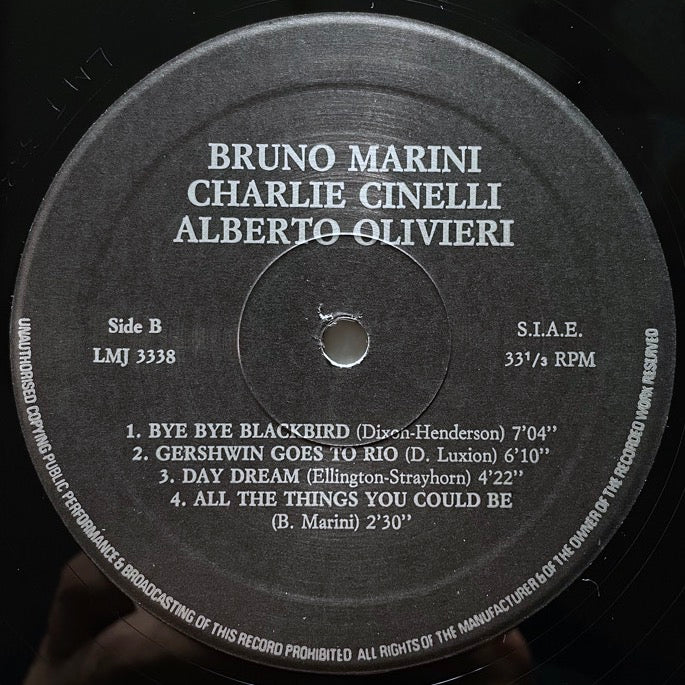 BRUNO MARINI
CHARLIE CINELLI
ALBERTO OLIVIERI
Side B
LMJ 3338
S.I.A.E.
33¹/₃ RPM
1. BYE BYE BLACKBIRD (Dixon-Henderson) 7'04''
2. GERSHWIN GOES TO RIO (D. Luxion) 6'10''
3. DAY DREAM (Ellington-Strayhorn) 4'22''
4. ALL THE THINGS YOU COULD BE
(B. Marini) 2'30''
UNAUTHORISED COPYING PUBLIC PERFORMANCE & BROADCASTING OF THIS RECORD PROHIBITED ALL RIGHTS OF THE MANUFACTURER & OF THE OWNER OF THE RECORDED WORK RESLAVED